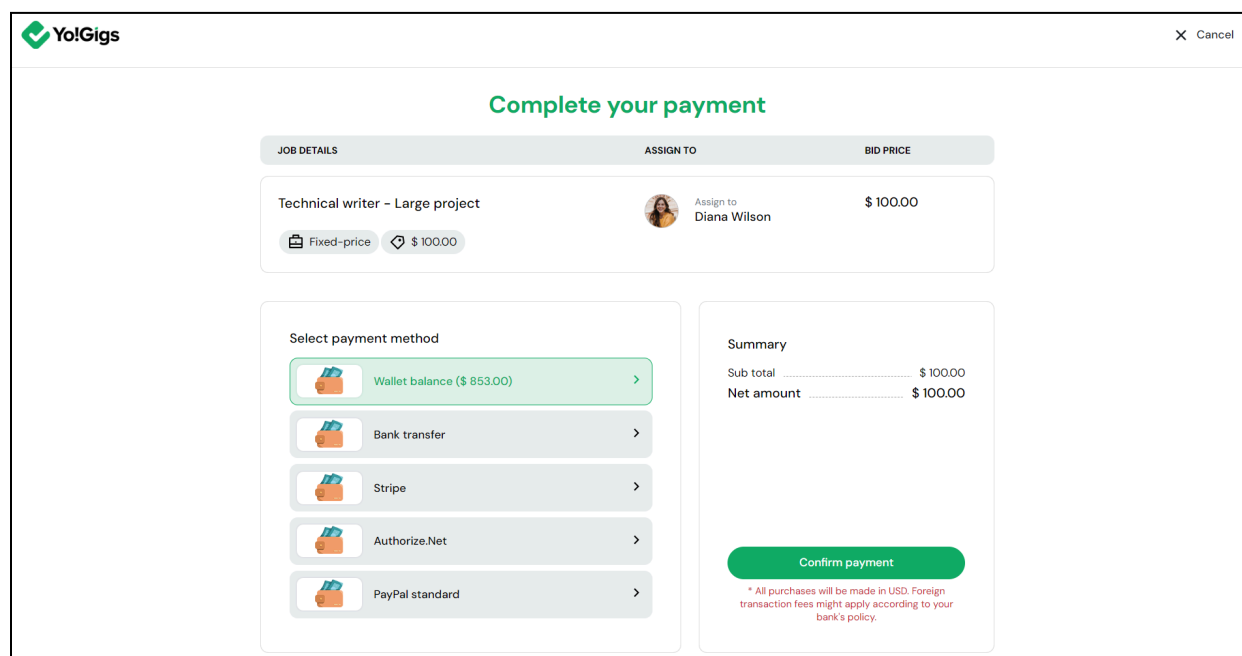 Yo!Gigs
Cancel
Complete your payment
JOB DETAILS ASSIGN TO BID PRICE
Technical writer - Large project
Assign to
Diana Wilson
$ 100.00
Fixed-price $ 100.00
Select payment method
Wallet balance ($ 853.00)
Bank transfer
Stripe
Authorize.Net
PayPal standard
Summary
Sub total $ 100.00
Net amount $ 100.00
Confirm payment
* All purchases will be made in USD. Foreign
transaction fees might apply according to your
bank's policy.